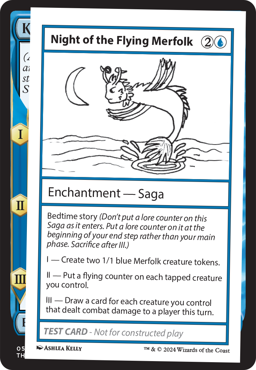 K
(A
a
st
S
Night of the Flying Merfolk 2
I
II
III
E
Enchantment — Saga
Bedtime story (Don't put a lore counter on this
Saga as it enters. Put a lore counter on it at the
beginning of your end step rather than your main
phase. Sacrifice after III.)
I — Create two 1/1 blue Merfolk creature tokens.
II — Put a flying counter on each tapped creature
you control.
III — Draw a card for each creature you control
that dealt combat damage to a player this turn.
TEST CARD - Not for constructed play
05
TH
ASHLEA KELLY
™ & © 2024 Wizards of the Coast